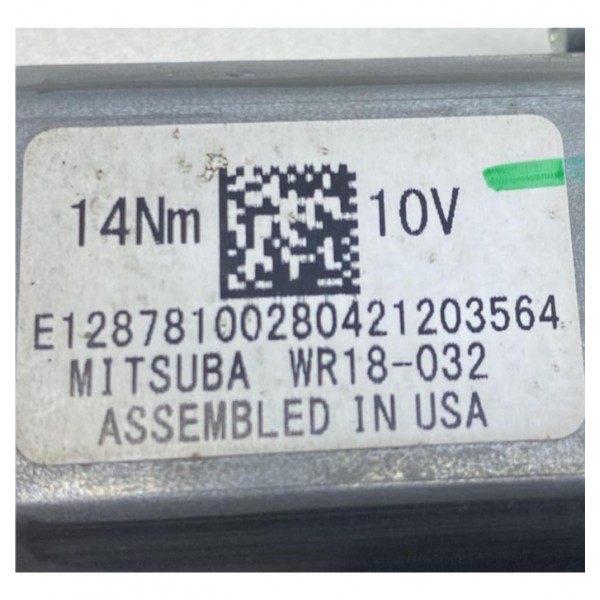 14Nm 10V
E12878100280421203564
MITSUBA WR18-032
ASSEMBLED IN USA